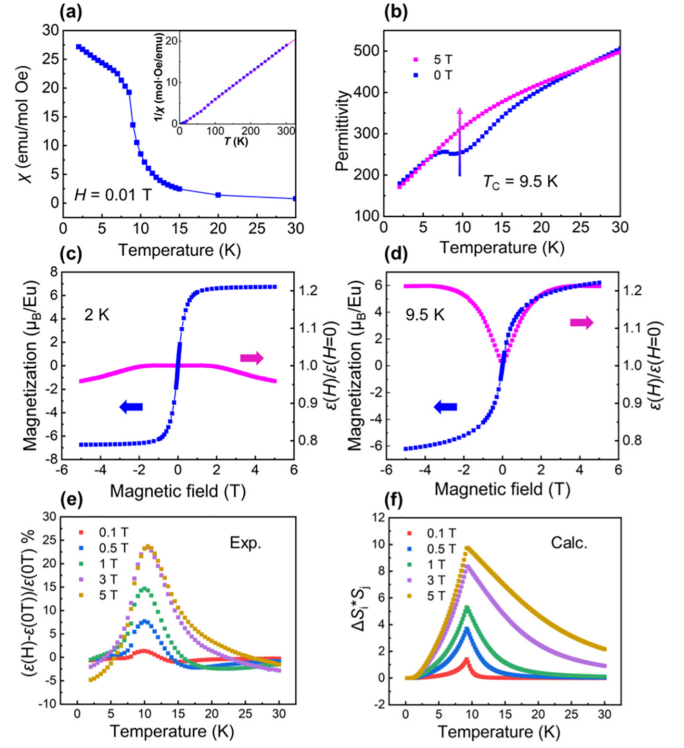 (a)
30
25
20
15
10
5
0
χ (emu/mol Oe)
20
10
0
1/χ (mol·Oe/emu)
0 100 200 300
T (K)
H = 0.01 T
0 5 10 15 20 25 30
Temperature (K)
(b)
500
400
300
200
100
Permittivity
5 T
0 T
T_C = 9.5 K
0 5 10 15 20 25 30
Temperature (K)
(c)
8
6
4
2
0
-2
-4
-6
-8
Magnetization (μ_B/Eu)
2 K
1.2
1.1
1.0
0.9
0.8
ε(H)/ε(H=0)
-6 -4 -2 0 2 4 6
Magnetic field (T)
(d)
6
4
2
0
-2
-4
-6
Magnetization (μ_B/Eu)
9.5 K
1.2
1.1
1.0
0.9
0.8
ε(H)/ε(H=0)
-6 -4 -2 0 2 4 6
Magnetic field (T)
(e)
35
30
25
20
15
10
5
0
-5
-10
(ε(H)-ε(0T))/ε(0T) %
0.1 T
0.5 T
1 T
3 T
5 T
Exp.
0 5 10 15 20 25 30
Temperature (K)
(f)
14
12
10
8
6
4
2
0
-2
ΔS_i*S_j
0.1 T
0.5 T
1 T
3 T
5 T
Calc.
0 5 10 15 20 25 30
Temperature (K)